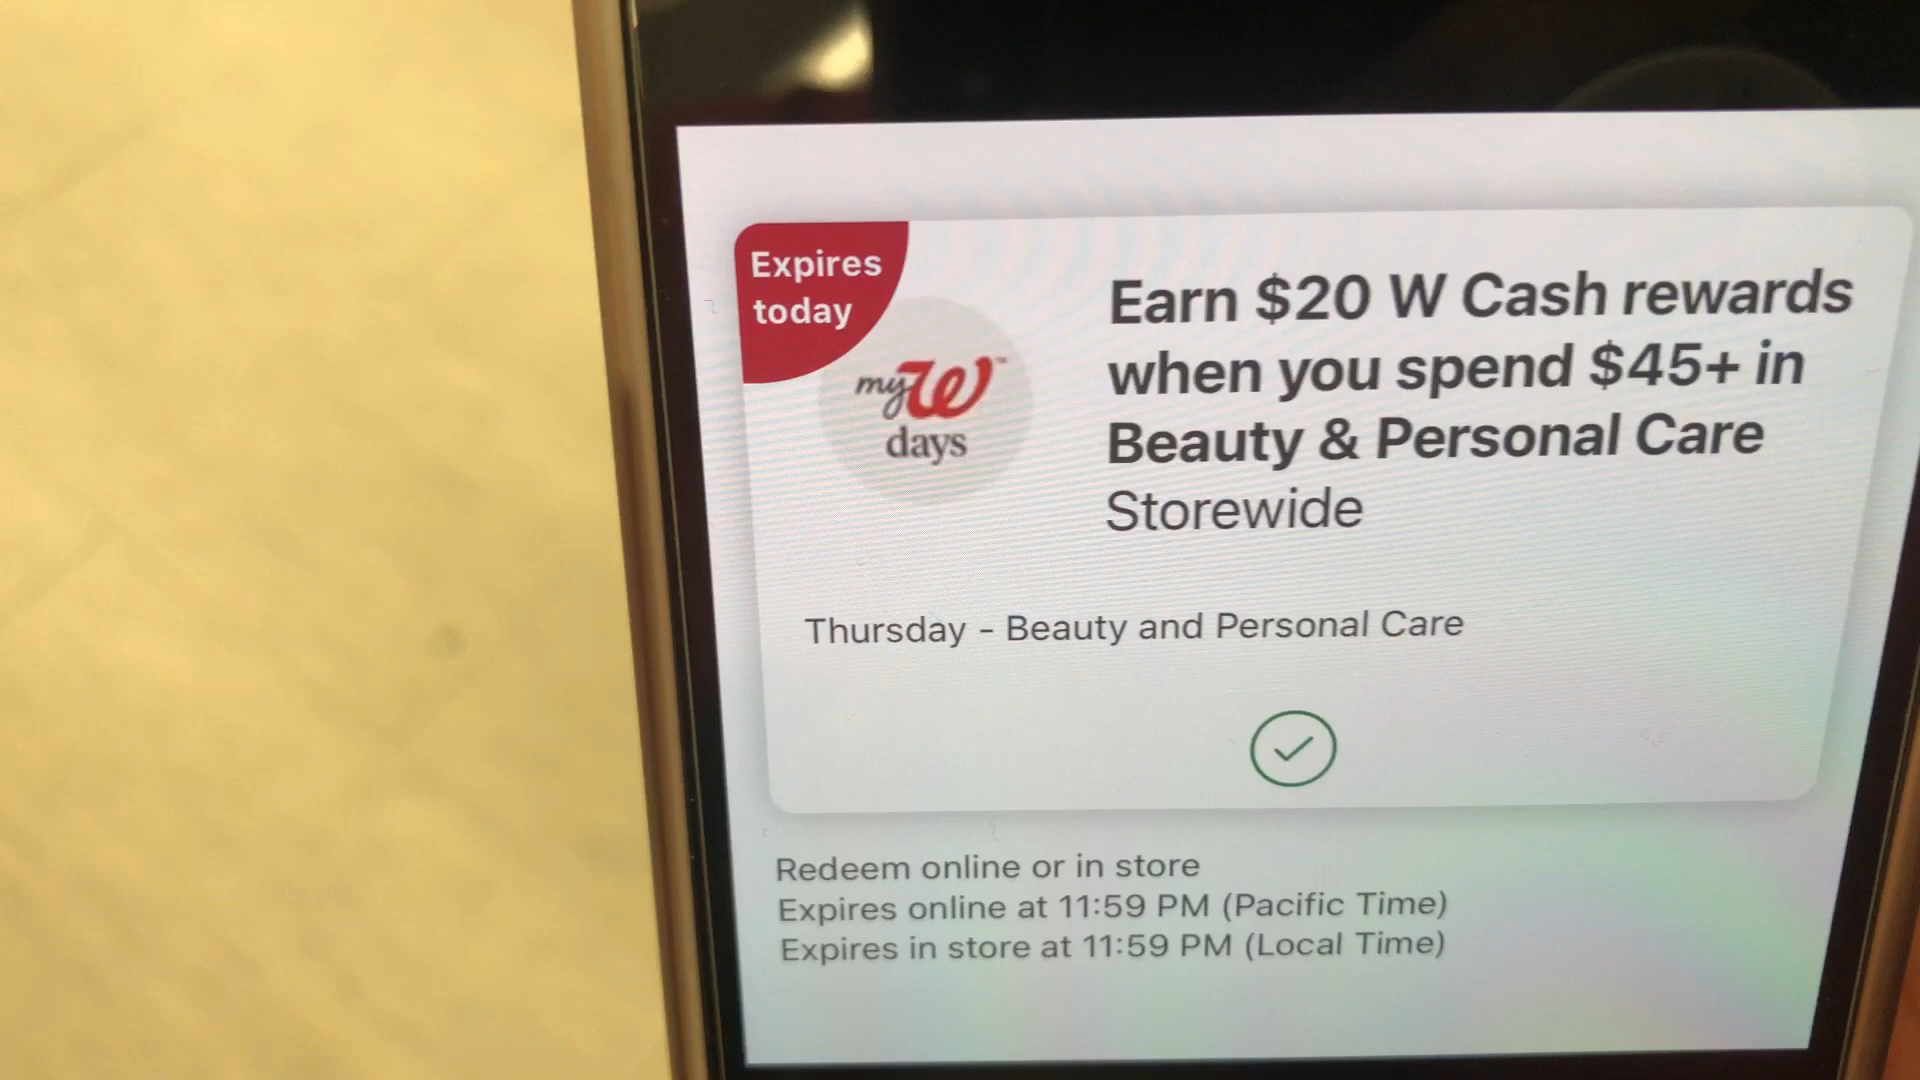 Expires
today
myW™
days
Earn $20 W Cash rewards
when you spend $45+ in
Beauty & Personal Care
Storewide
Thursday - Beauty and Personal Care
Redeem online or in store
Expires online at 11:59 PM (Pacific Time)
Expires in store at 11:59 PM (Local Time)